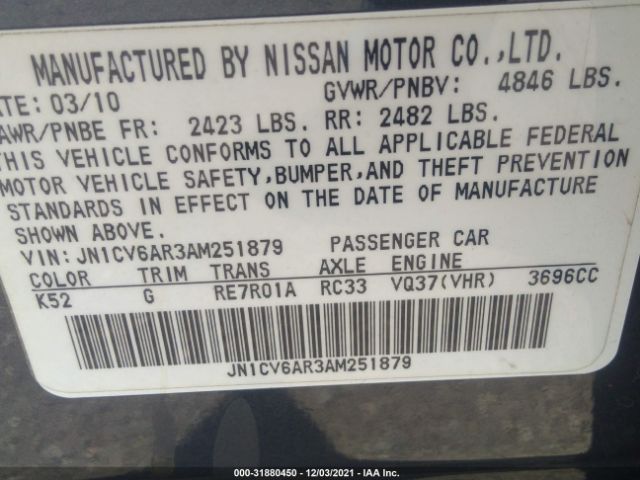 MANUFACTURED BY NISSAN MOTOR CO.,LTD.
ATE: 03/10 GVWR/PNBV: 4846 LBS.
AWR/PNBE FR: 2423 LBS. RR: 2482 LBS.
THIS VEHICLE CONFORMS TO ALL APPLICABLE FEDERAL
MOTOR VEHICLE SAFETY,BUMPER,AND THEFT PREVENTION
STANDARDS IN EFFECT ON THE DATE OF MANUFACTURE
SHOWN ABOVE.
VIN: JN1CV6AR3AM251879 PASSENGER CAR
COLOR TRIM TRANS AXLE ENGINE
K52 G RE7R01A RC33 VQ37(VHR) 3696CC
JN1CV6AR3AM251879
000-31880450 - 12/03/2021 - IAA Inc.